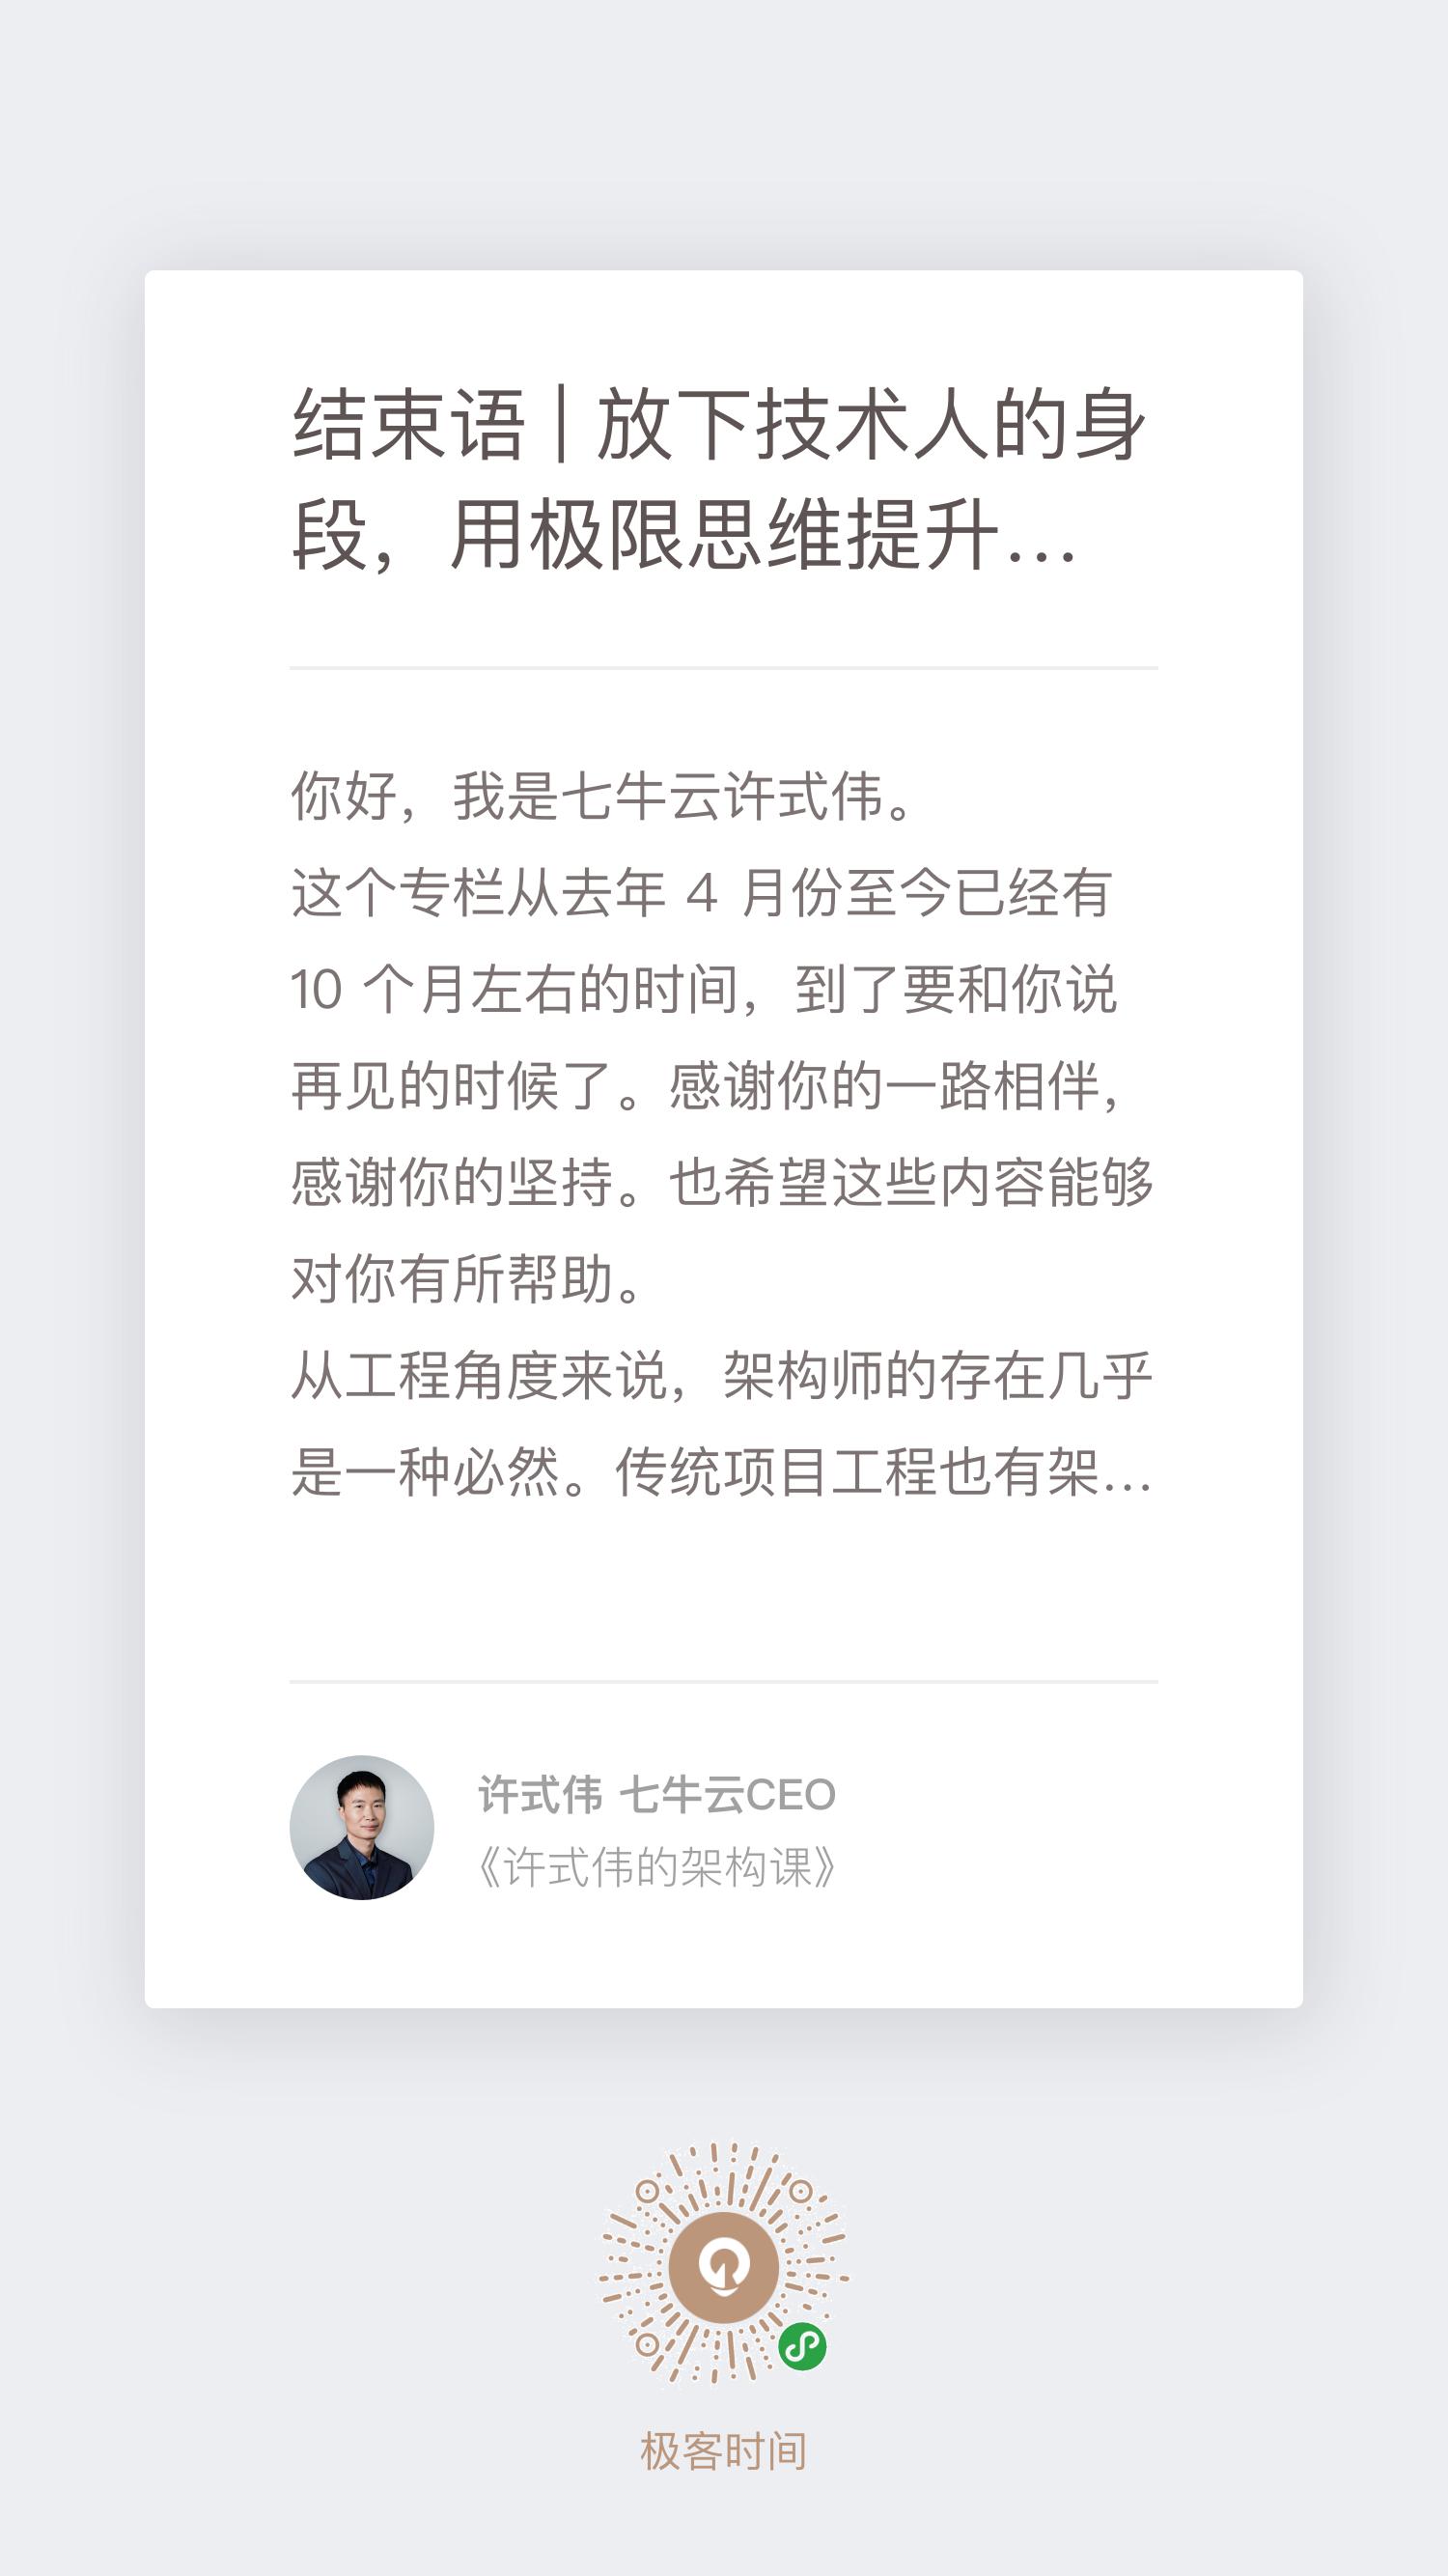 结束语 | 放下技术人的身
段，用极限思维提升...
你好，我是七牛云许式伟。
这个专栏从去年 4 月份至今已经有
10 个月左右的时间，到了要和你说
再见的时候了。感谢你的一路相伴，
感谢你的坚持。也希望这些内容能够
对你有所帮助。
从工程角度来说，架构师的存在几乎
是一种必然。传统项目工程也有架...
许式伟 七牛云CEO
《许式伟的架构课》
极客时间